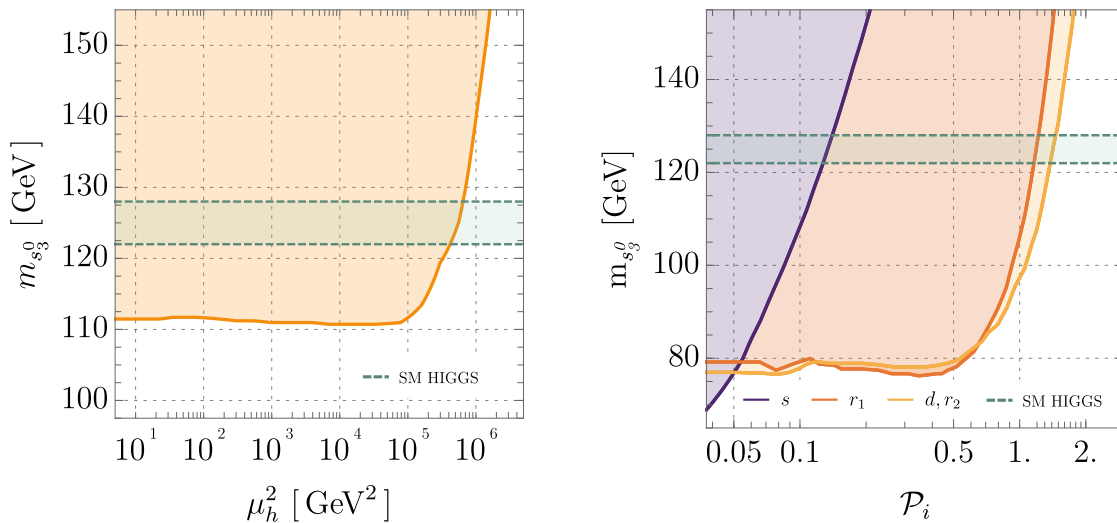 150
140
130
120
110
100
m_{s_3^0} [GeV]
SM HIGGS
10^1 10^2 10^3 10^4 10^5 10^6
μ_h^2 [GeV^2]
140
120
100
80
m_{s_3^0} [GeV]
s r_1 d, r_2 SM HIGGS
0.05 0.1 0.5 1. 2.
𝒫_i